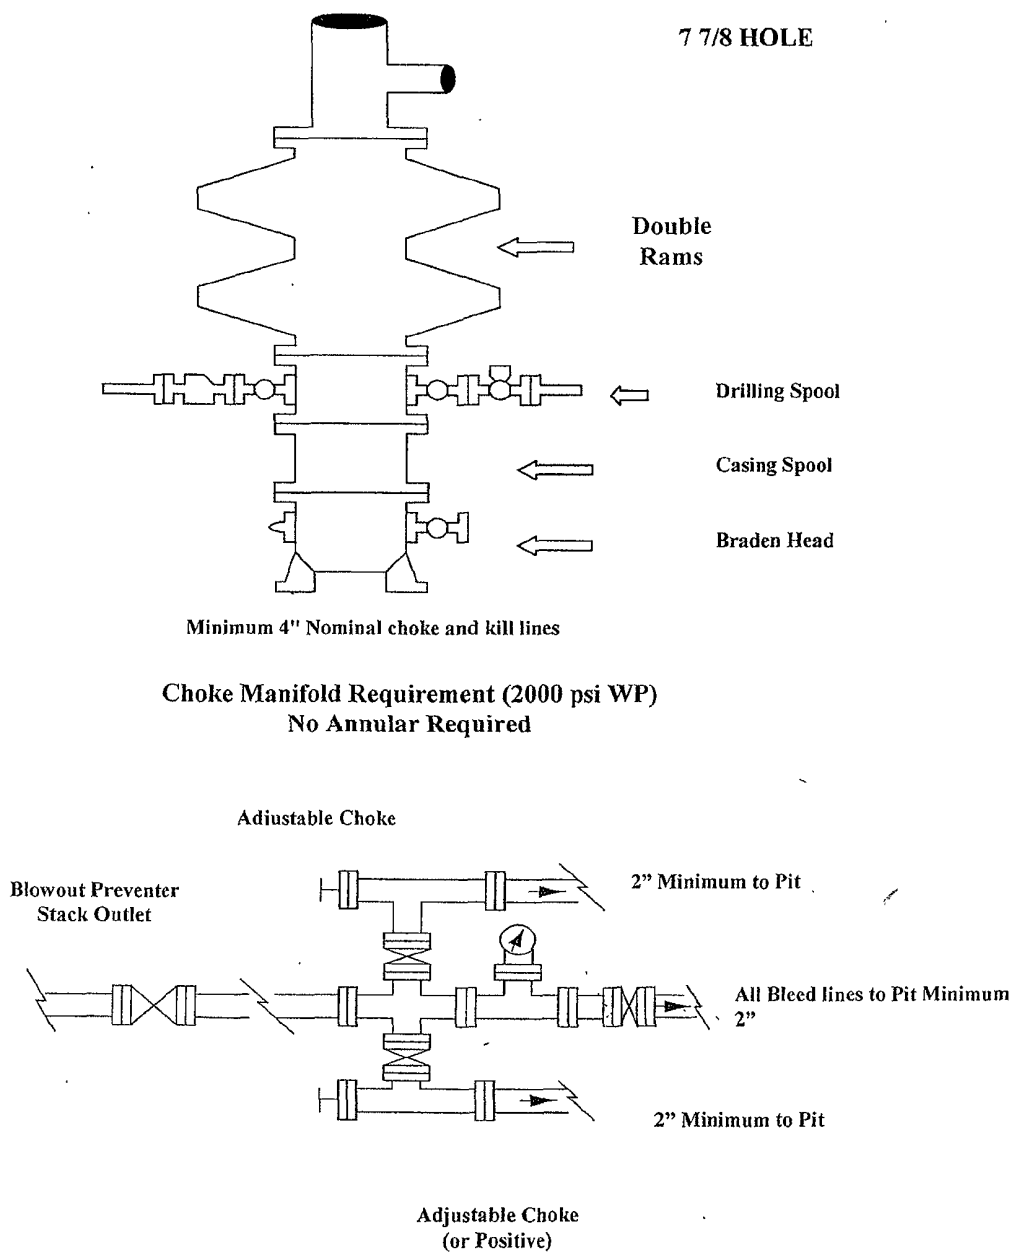 7 7/8 HOLE
Double
Rams
Drilling Spool
Casing Spool
Braden Head
Minimum 4" Nominal choke and kill lines
Choke Manifold Requirement (2000 psi WP)
No Annular Required
Adiustable Choke
Blowout Preventer
Stack Outlet
2” Minimum to Pit
All Bleed lines to Pit Minimum
2”
2” Minimum to Pit
Adjustable Choke
(or Positive)